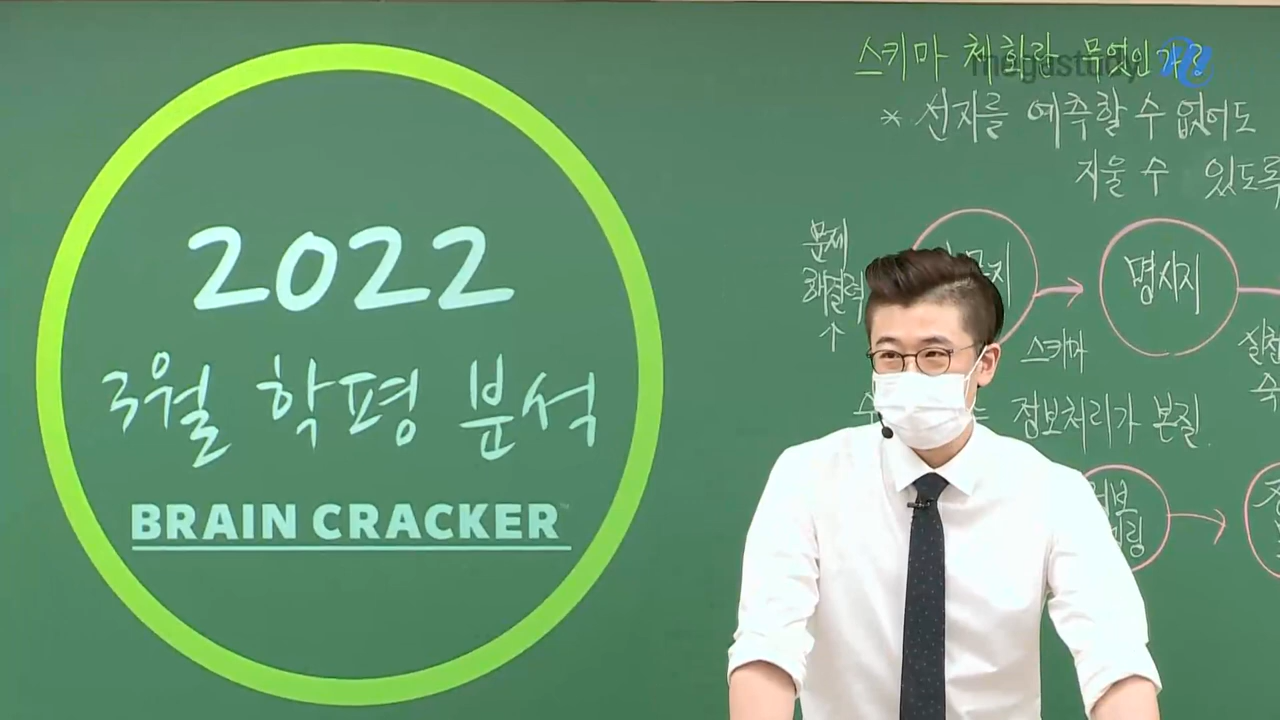 2022
3월 학평 분석
BRAIN CRACKER
스키마 체화란 무엇인가?
megastudy
* 선지를 예측할 수 없어도
지울 수 있도록
문제
해결력
↑
명시지
스키마
정보처리가 본질.